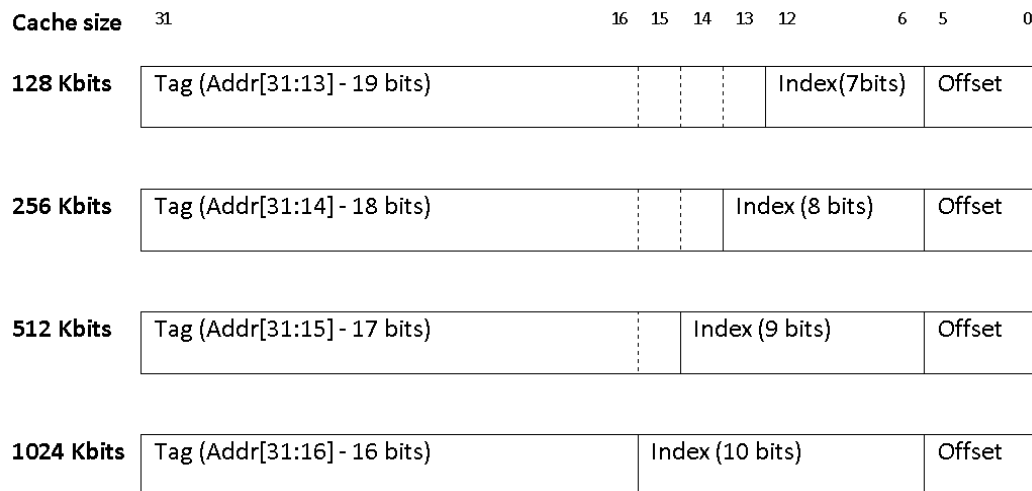 Cache size 31 16 15 14 13 12 6 5 0
128 Kbits Tag (Addr[31:13] - 19 bits) Index(7bits) Offset
256 Kbits Tag (Addr[31:14] - 18 bits) Index (8 bits) Offset
512 Kbits Tag (Addr[31:15] - 17 bits) Index (9 bits) Offset
1024 Kbits Tag (Addr[31:16] - 16 bits) Index (10 bits) Offset